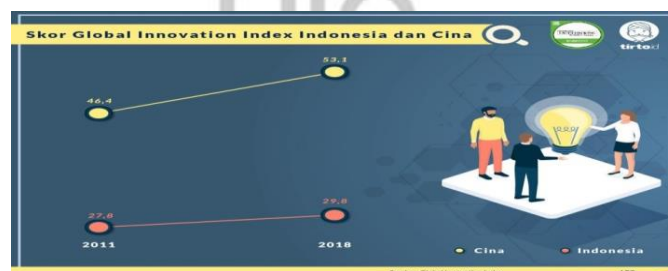 Skor Global Innovation Index Indonesia dan Cina
tirto.id
53,1
46,4
29,8
27,8
2011
2018
Cina
Indonesia